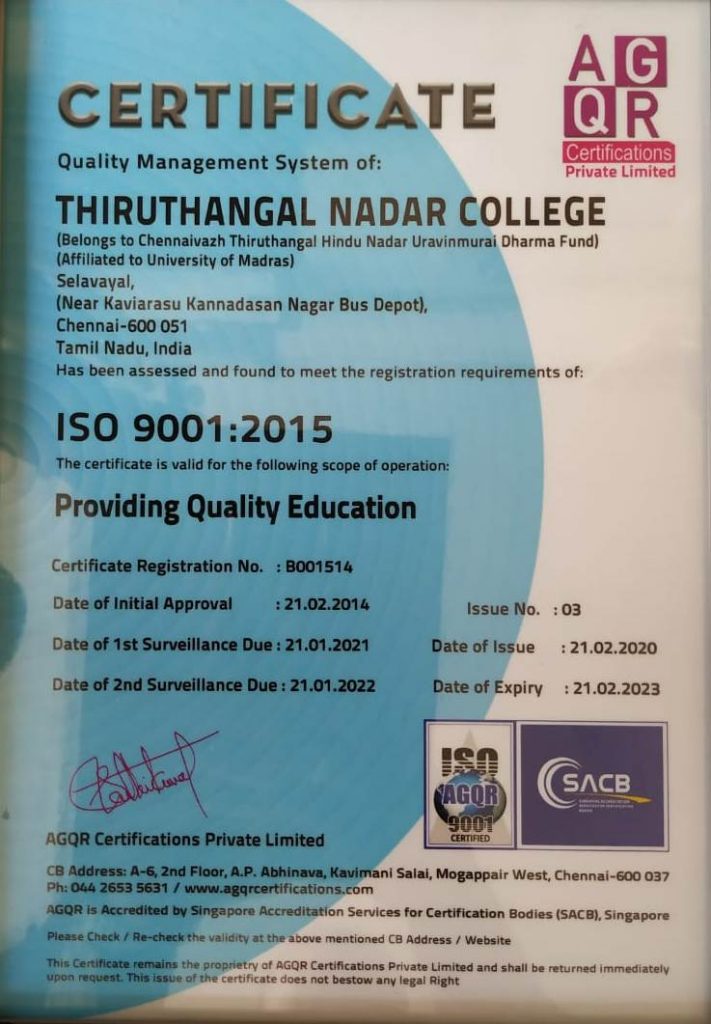 CERTIFICATE
AG
QR
Certifications
Private Limited
Quality Management System of:
THIRUTHANGAL NADAR COLLEGE
(Belongs to Chennaivazh Thiruthangal Hindu Nadar Uravinmurai Dharma Fund)
(Affiliated to University of Madras)
Selavayal,
(Near Kaviarasu Kannadasan Nagar Bus Depot),
Chennai-600 051
Tamil Nadu, India
Has been assessed and found to meet the registration requirements of:
ISO 9001:2015
The certificate is valid for the following scope of operation:
Providing Quality Education
Certificate Registration No. : B001514
Date of Initial Approval : 21.02.2014 Issue No. : 03
Date of 1st Surveillance Due : 21.01.2021 Date of Issue : 21.02.2020
Date of 2nd Surveillance Due : 21.01.2022 Date of Expiry : 21.02.2023
ISO
AGQR
9001
CERTIFIED
SACB
AGQR Certifications Private Limited
CB Address: A-6, 2nd Floor, A.P. Abhinava, Kavimani Salai, Mogappair West, Chennai-600 037
Ph: 044 2653 5631 / www.agqrcertifications.com
AGQR is Accredited by Singapore Accreditation Services for Certification Bodies (SACB), Singapore
Please Check / Re-check the validity at the above mentioned CB Address / Website
This Certificate remains the proprietry of AGQR Certifications Private Limited and shall be returned immediately
upon request. This issue of the certificate does not bestow any legal Right